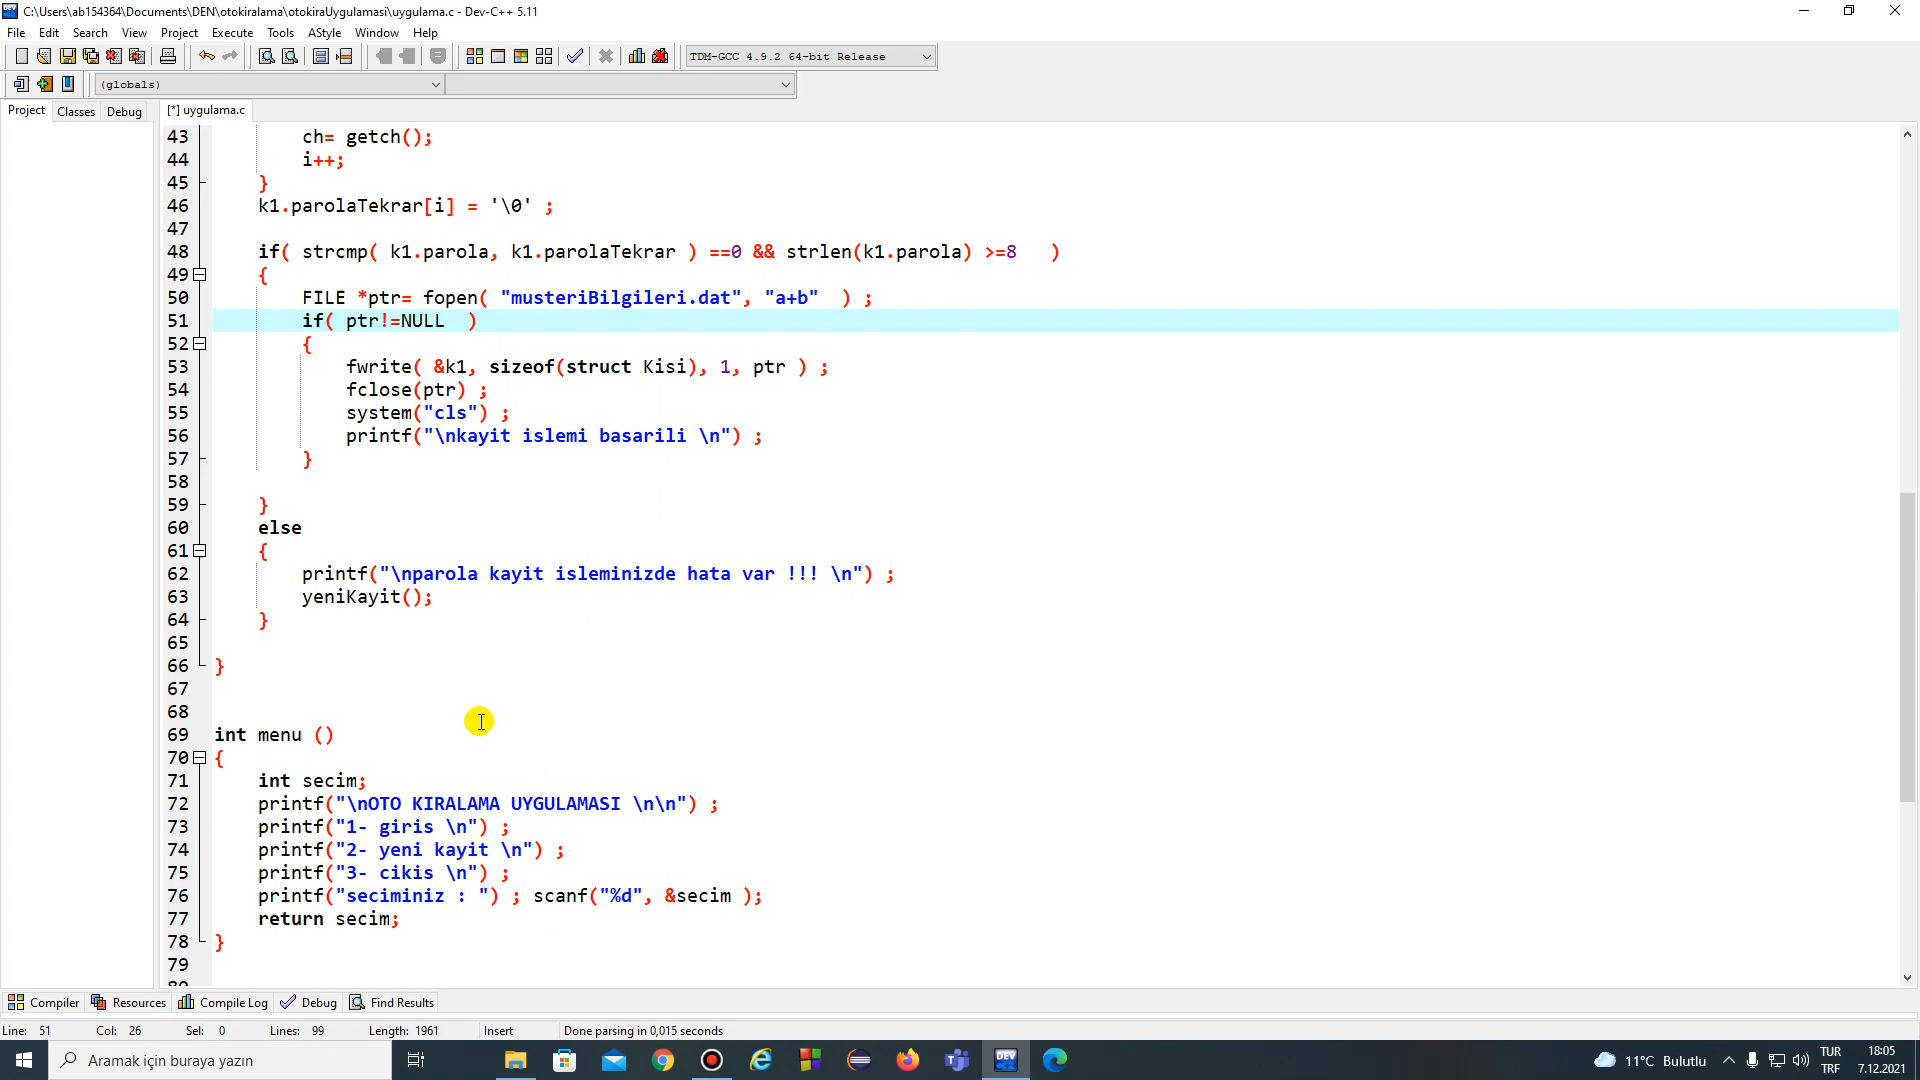 C:\Users\ab154364\Documents\DEN\otokiralama\otokiraUygulamasi\uygulama.c - Dev-C++ 5.11
File Edit Search View Project Execute Tools AStyle Window Help
TDM-GCC 4.9.2 64-bit Release
(globals)
Project Classes Debug [*] uygulama.c
43 ch= getch();
44 i++;
45 }
46 k1.parolaTekrar[i] = '\0' ;
47
48 if( strcmp( k1.parola, k1.parolaTekrar ) ==0 && strlen(k1.parola) >=8 )
49 {
50 FILE *ptr= fopen( "musteriBilgileri.dat", "a+b" ) ;
51 if( ptr!=NULL )
52 {
53 fwrite( &k1, sizeof(struct Kisi), 1, ptr ) ;
54 fclose(ptr) ;
55 system("cls") ;
56 printf("\nkayit islemi basarili \n") ;
57 }
58
59 }
60 else
61 {
62 printf("\nparola kayit isleminizde hata var !!! \n") ;
63 yeniKayit();
64 }
65
66 }
67
68
69 int menu ()
70 {
71 int secim;
72 printf("\nOTO KIRALAMA UYGULAMASI \n\n") ;
73 printf("1- giris \n") ;
74 printf("2- yeni kayit \n") ;
75 printf("3- cikis \n") ;
76 printf("seciminiz : ") ; scanf("%d", &secim );
77 return secim;
78 }
79
Compiler Resources Compile Log Debug Find Results
Line: 51 Col: 26 Sel: 0 Lines: 99 Length: 1961 Insert Done parsing in 0,015 seconds
Aramak için buraya yazın
DEV
11°C Bulutlu
TUR
TRF
18:05
7.12.2021